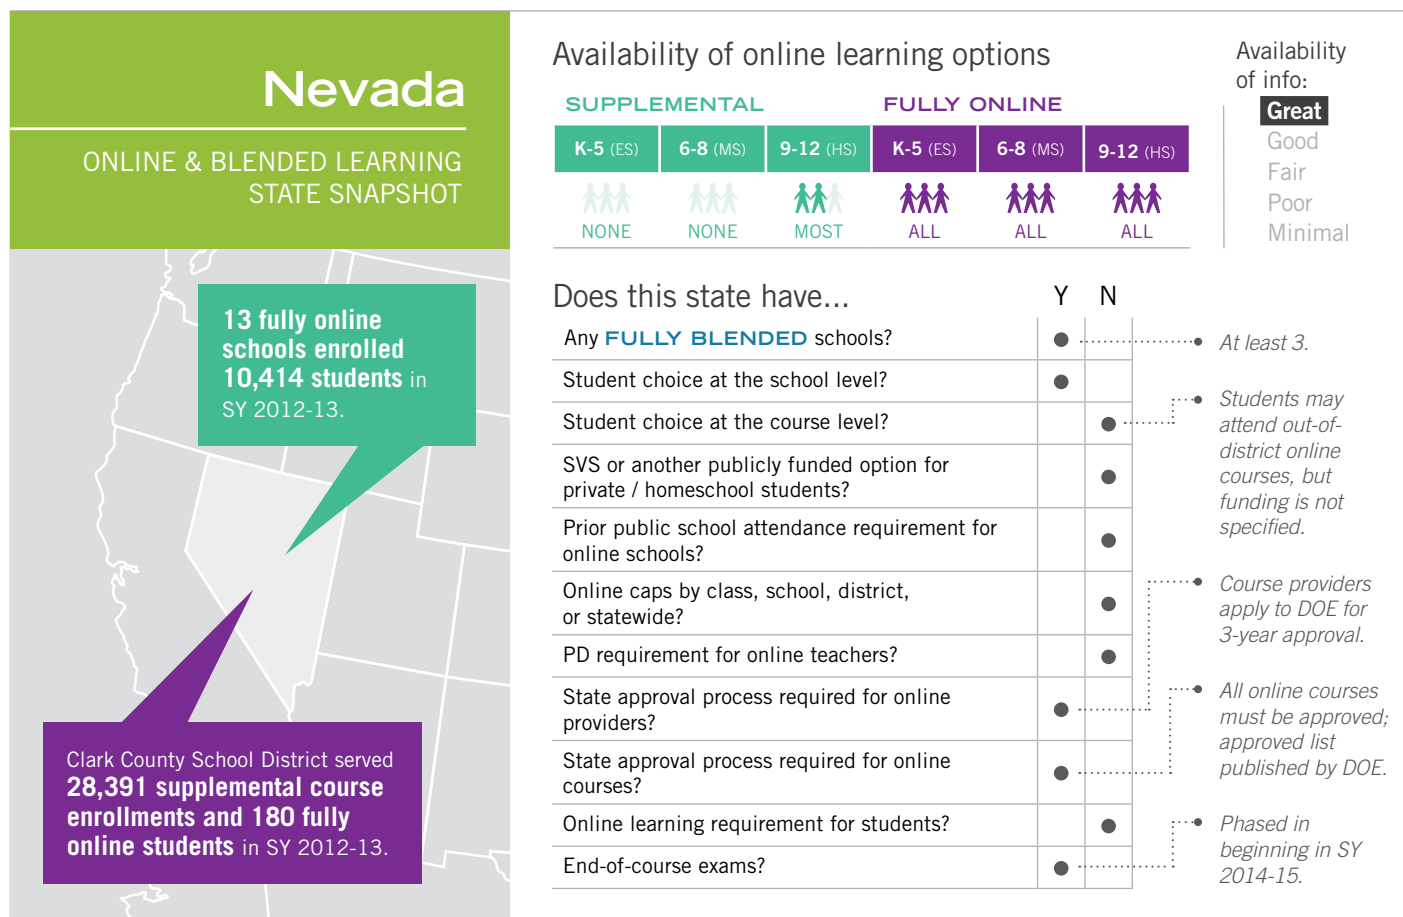 Nevada
ONLINE & BLENDED LEARNING
STATE SNAPSHOT
13 fully online
schools enrolled
10,414 students in
SY 2012-13.
Clark County School District served
28,391 supplemental course
enrollments and 180 fully
online students in SY 2012-13.
Availability of online learning options
SUPPLEMENTAL FULLY ONLINE
K-5 (ES) 6-8 (MS) 9-12 (HS) K-5 (ES) 6-8 (MS) 9-12 (HS)
NONE NONE MOST ALL ALL ALL
Availability
of info:
Great
Good
Fair
Poor
Minimal
Does this state have... Y N
Any FULLY BLENDED schools?
At least 3.
Student choice at the school level?
Student choice at the course level?
Students may
attend out-of-
district online
courses, but
funding is not
specified.
SVS or another publicly funded option for
private / homeschool students?
Prior public school attendance requirement for
online schools?
Online caps by class, school, district,
or statewide?
PD requirement for online teachers?
State approval process required for online
providers?
Course providers
apply to DOE for
3-year approval.
State approval process required for online
courses?
All online courses
must be approved;
approved list
published by DOE.
Online learning requirement for students?
End-of-course exams?
Phased in
beginning in SY
2014-15.